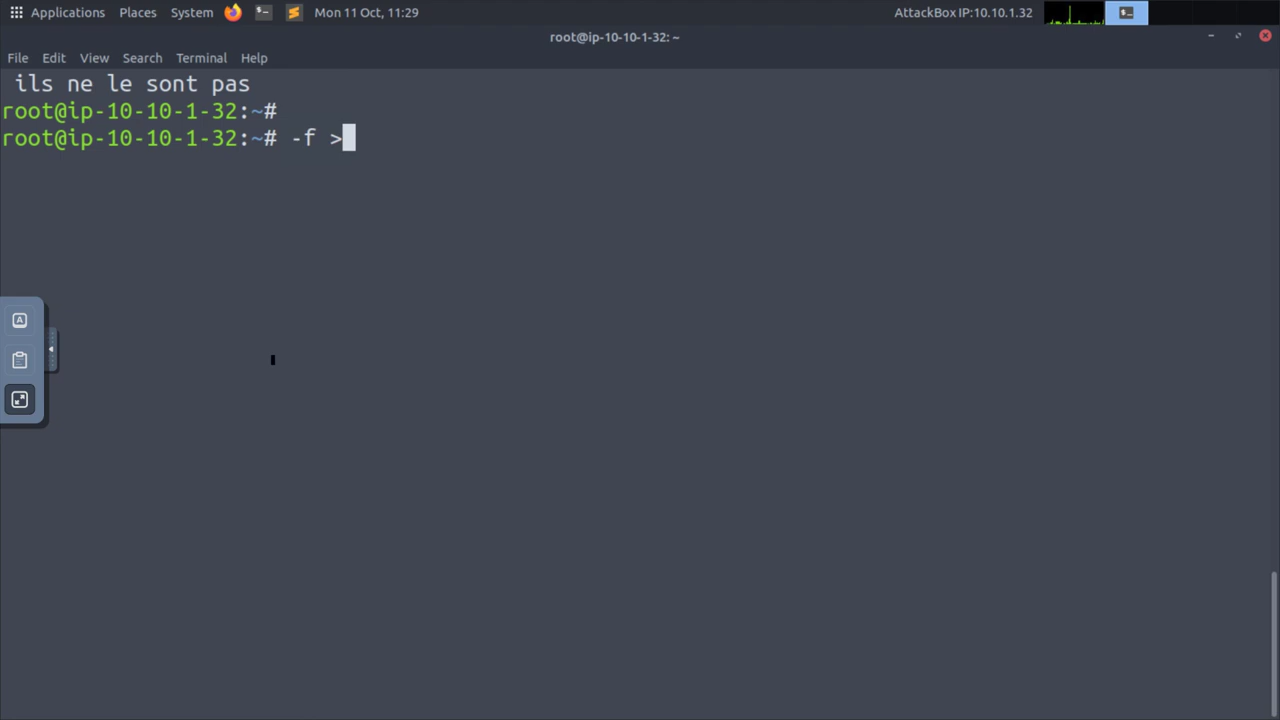 Applications Places System Mon 11 Oct, 11:29 AttackBox IP:10.10.1.32
root@ip-10-10-1-32: ~
File Edit View Search Terminal Help
ils ne le sont pas
root@ip-10-10-1-32:~#
root@ip-10-10-1-32:~# -f >